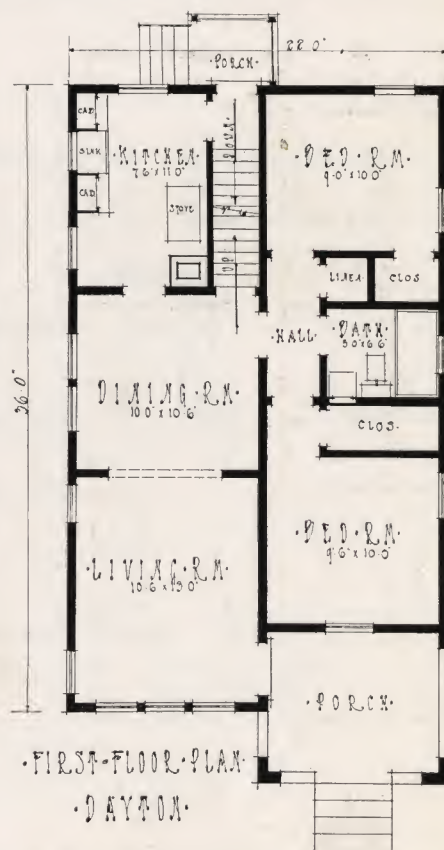 22'-0"
·PORCH·
CAB
SINK
CAB
·KITCHEN·
7'-6" x 11'-0"
STOVE
DOWN
UP
·BED·RM·
9'-0" x 10'-0"
LINEN
CLOS·
·HALL·
·BATH·
5'-0" x 6'-6"
36'-0"
·DINING·RM·
10'-0" x 10'-6"
CLOS·
·LIVING·RM·
10'-6" x 13'-0"
·BED·RM·
9'-6" x 10'-0"
·PORCH·
·FIRST·FLOOR·PLAN·
·DAYTON·